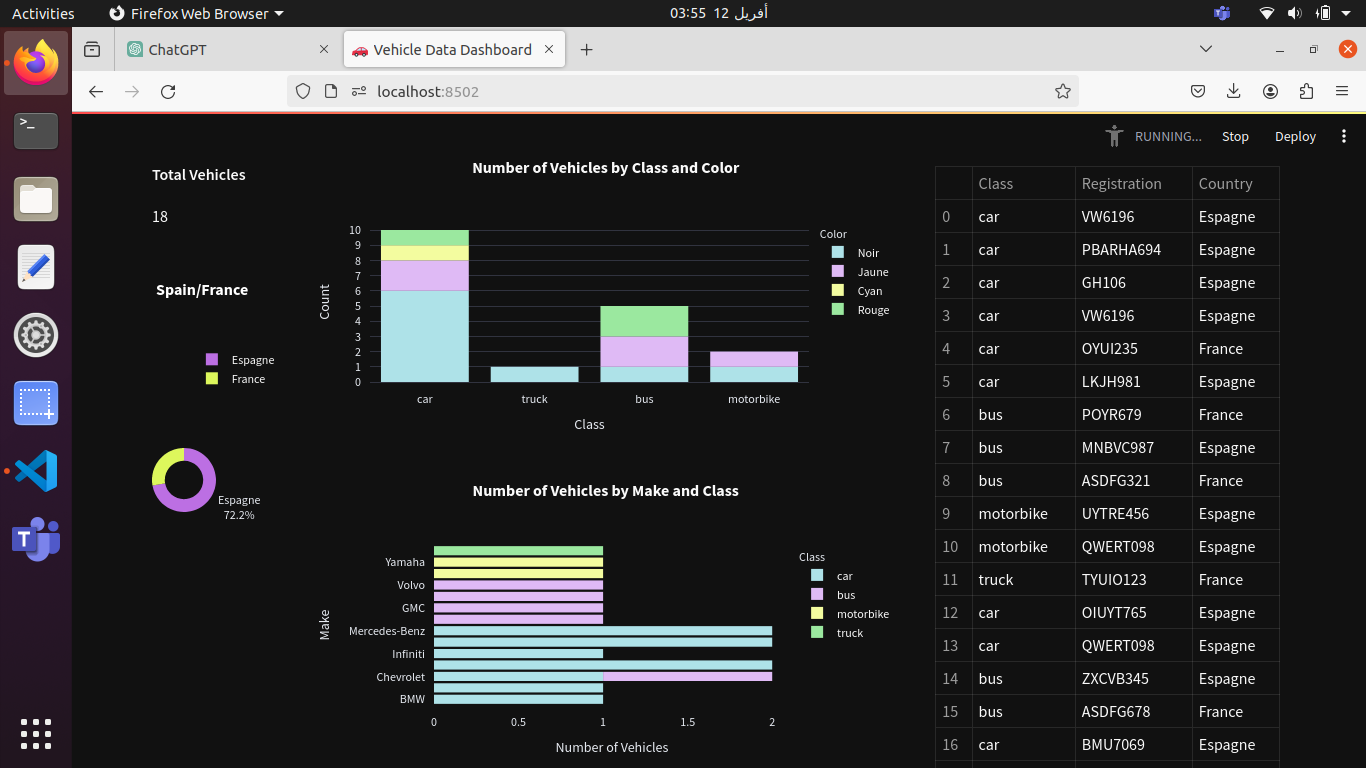 Activities
Firefox Web Browser
03:55 12 أفريل
ChatGPT
Vehicle Data Dashboard
localhost:8502
RUNNING...
Stop
Deploy
Total Vehicles
18
Spain/France
Espagne
France
Espagne
72.2%
Number of Vehicles by Class and Color
10
9
8
7
6
5
4
3
2
1
0
Count
car truck bus motorbike
Class
Color
Noir
Jaune
Cyan
Rouge
Number of Vehicles by Make and Class
Yamaha
Volvo
GMC
Mercedes-Benz
Infiniti
Chevrolet
BMW
Make
0 0.5 1 1.5 2
Number of Vehicles
Class
car
bus
motorbike
truck
Class Registration Country
0 car VW6196 Espagne
1 car PBARHA694 Espagne
2 car GH106 Espagne
3 car VW6196 Espagne
4 car OYUI235 France
5 car LKJH981 Espagne
6 bus POYR679 France
7 bus MNBVC987 Espagne
8 bus ASDFG321 France
9 motorbike UYTRE456 Espagne
10 motorbike QWERT098 Espagne
11 truck TYUIO123 France
12 car OIUYT765 Espagne
13 car QWERT098 Espagne
14 bus ZXCVB345 Espagne
15 bus ASDFG678 France
16 car BMU7069 Espagne